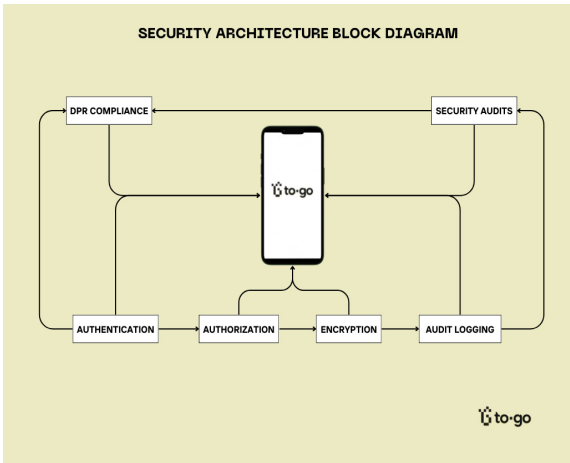 SECURITY ARCHITECTURE BLOCK DIAGRAM
DPR COMPLIANCE
SECURITY AUDITS
to·go
AUTHENTICATION
AUTHORIZATION
ENCRYPTION
AUDIT LOGGING
to·go